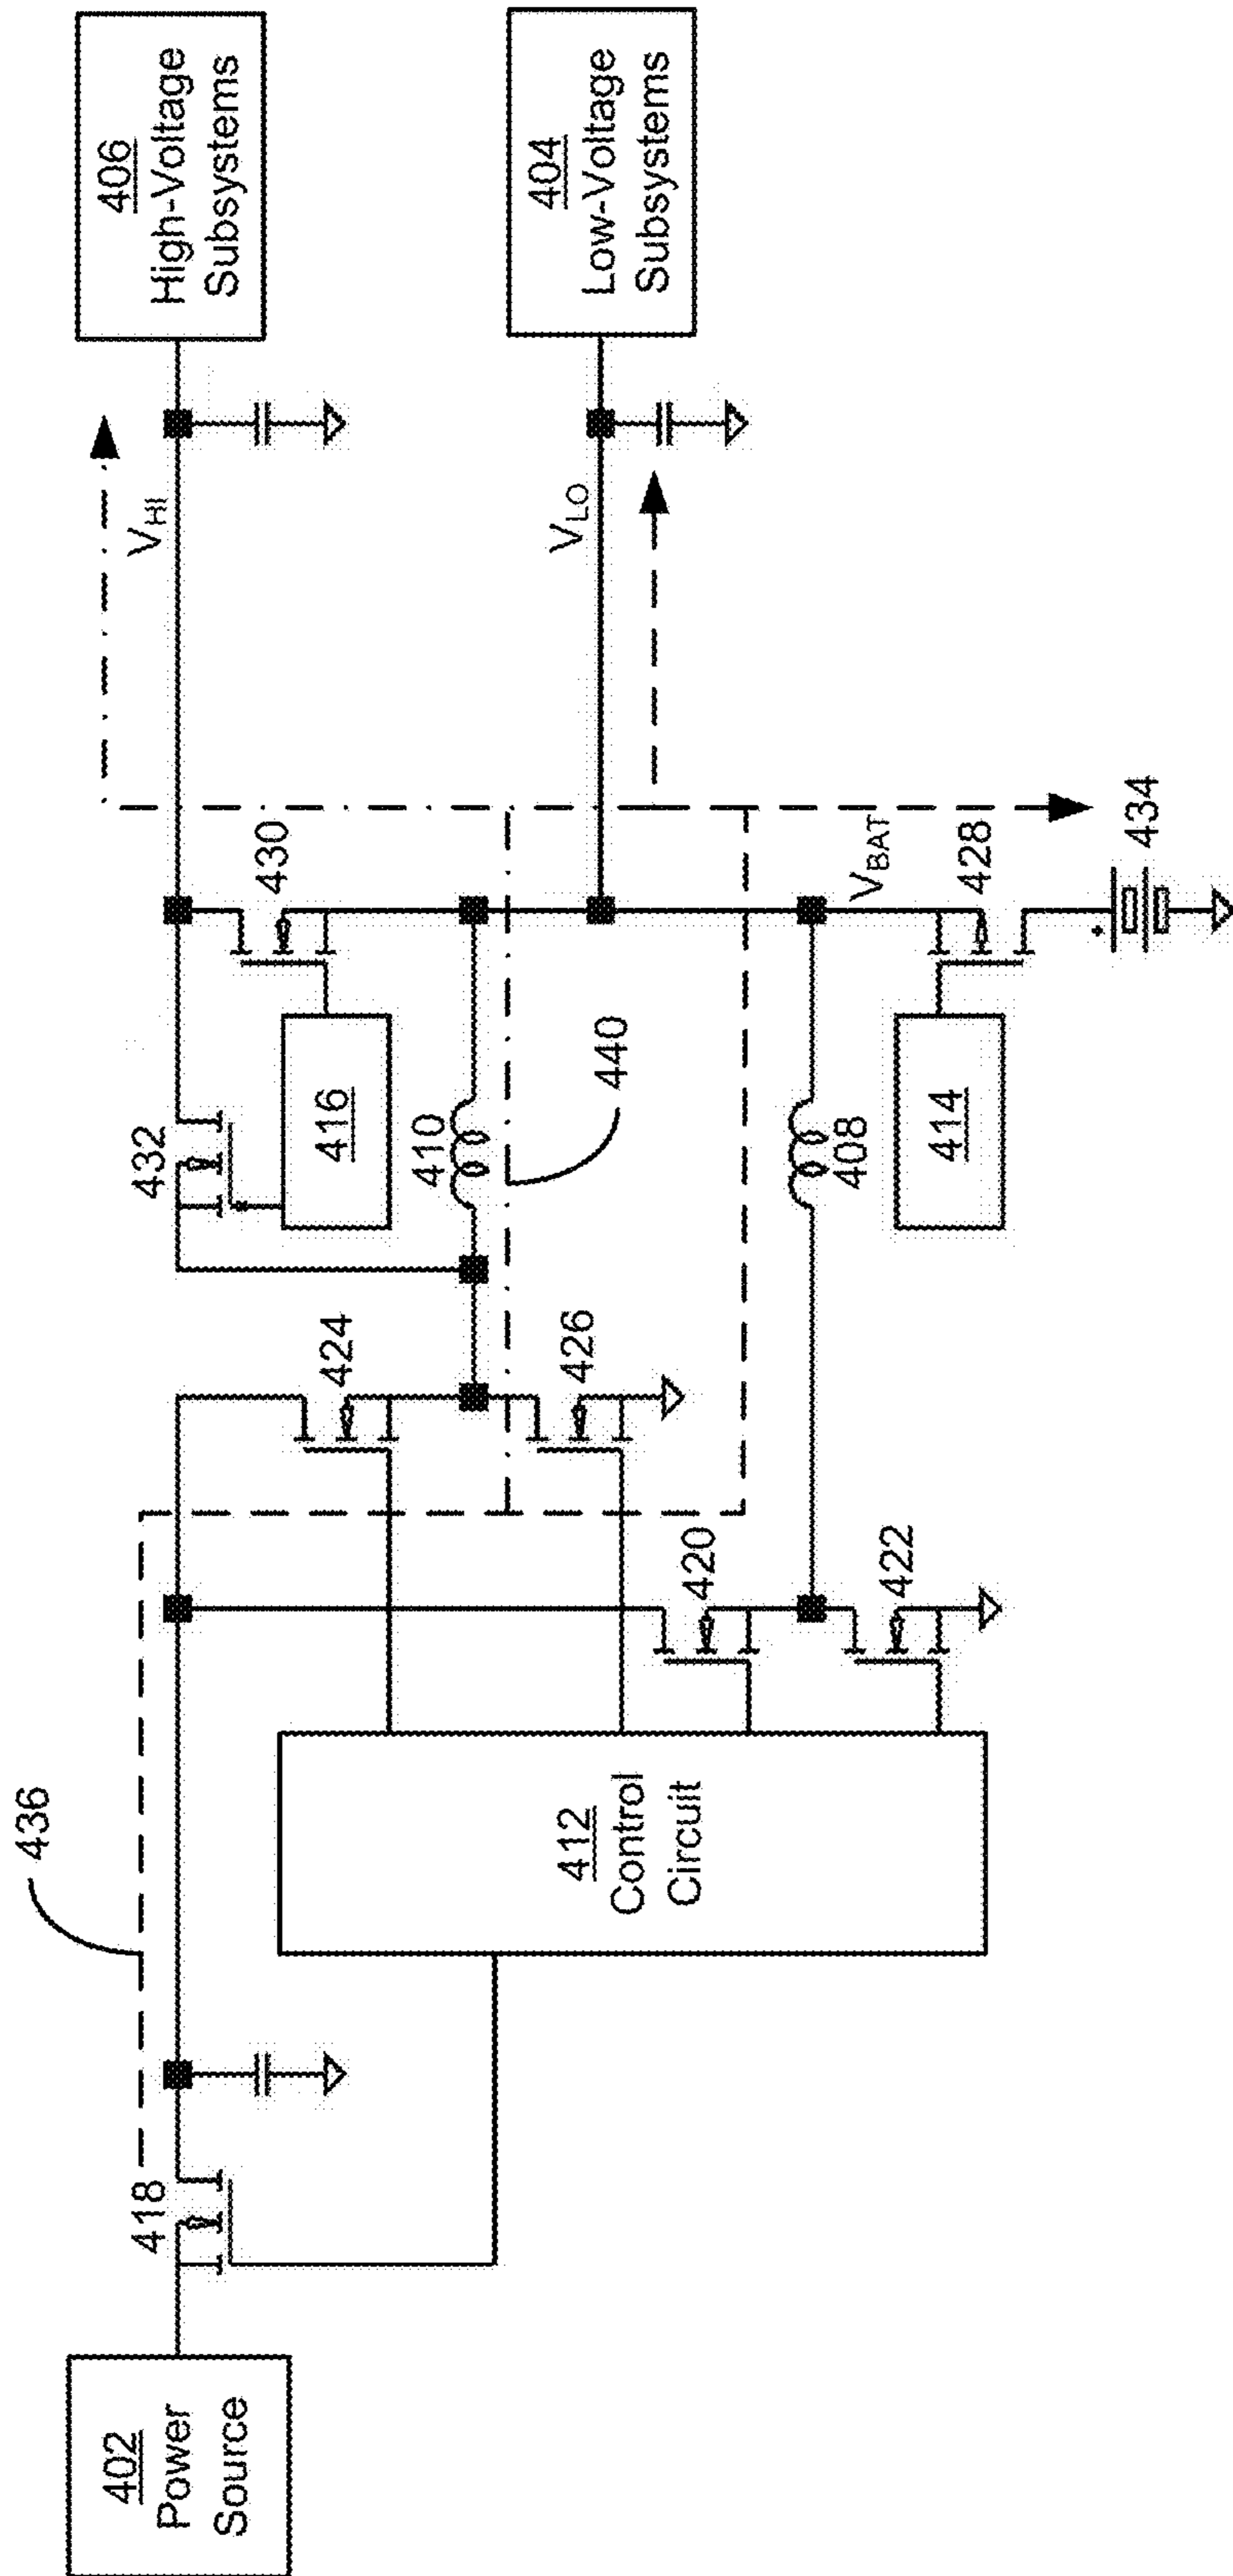 402
Power
Source
418
436
412
Control
Circuit
420
422
424
426
432
416
410
440
408
414
430
V_HI
V_LO
V_BAT
428
434
406
High-Voltage
Subsystems
404
Low-Voltage
Subsystems